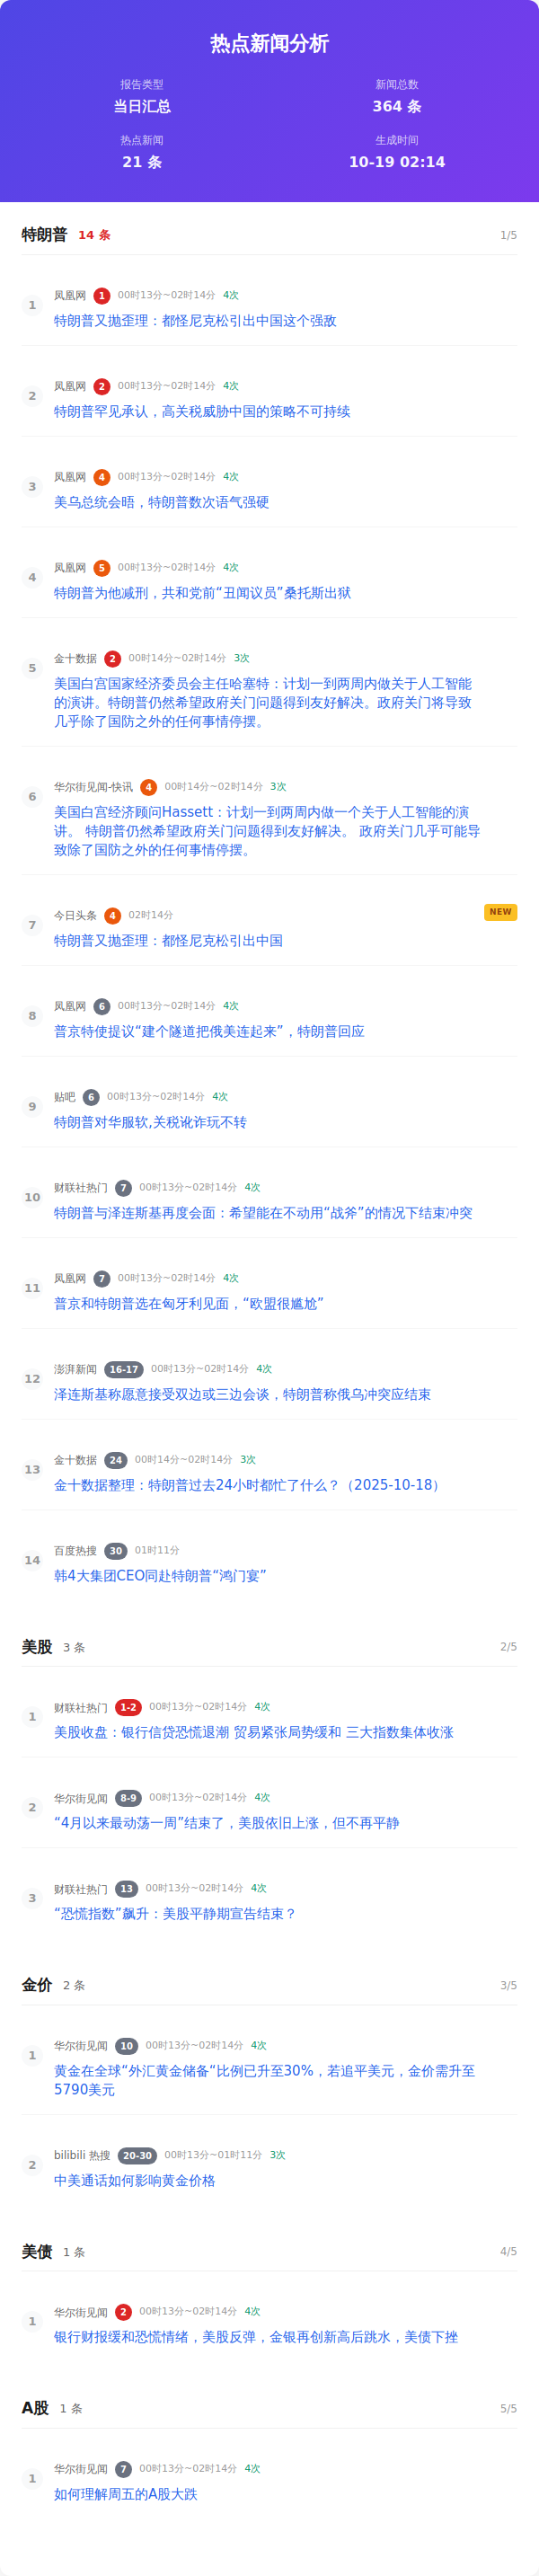 热点新闻分析
报告类型
当日汇总
新闻总数
364 条
热点新闻
21 条
生成时间
10-19 02:14
特朗普 14 条 1/5
1 凤凰网 1 00时13分~02时14分 4次
特朗普又抛歪理：都怪尼克松引出中国这个强敌
2 凤凰网 2 00时13分~02时14分 4次
特朗普罕见承认，高关税威胁中国的策略不可持续
3 凤凰网 4 00时13分~02时14分 4次
美乌总统会晤，特朗普数次语气强硬
4 凤凰网 5 00时13分~02时14分 4次
特朗普为他减刑，共和党前“丑闻议员”桑托斯出狱
5 金十数据 2 00时14分~02时14分 3次
美国白宫国家经济委员会主任哈塞特：计划一到两周内做关于人工智能
的演讲。特朗普仍然希望政府关门问题得到友好解决。政府关门将导致
几乎除了国防之外的任何事情停摆。
6 华尔街见闻-快讯 4 00时14分~02时14分 3次
美国白宫经济顾问Hassett：计划一到两周内做一个关于人工智能的演
讲。 特朗普仍然希望政府关门问题得到友好解决。 政府关门几乎可能导
致除了国防之外的任何事情停摆。
7 今日头条 4 02时14分 NEW
特朗普又抛歪理：都怪尼克松引出中国
8 凤凰网 6 00时13分~02时14分 4次
普京特使提议“建个隧道把俄美连起来”，特朗普回应
9 贴吧 6 00时13分~02时14分 4次
特朗普对华服软,关税讹诈玩不转
10 财联社热门 7 00时13分~02时14分 4次
特朗普与泽连斯基再度会面：希望能在不动用“战斧”的情况下结束冲突
11 凤凰网 7 00时13分~02时14分 4次
普京和特朗普选在匈牙利见面，“欧盟很尴尬”
12 澎湃新闻 16-17 00时13分~02时14分 4次
泽连斯基称愿意接受双边或三边会谈，特朗普称俄乌冲突应结束
13 金十数据 24 00时14分~02时14分 3次
金十数据整理：特朗普过去24小时都忙了什么？（2025-10-18）
14 百度热搜 30 01时11分
韩4大集团CEO同赴特朗普“鸿门宴”
美股 3 条 2/5
1 财联社热门 1-2 00时13分~02时14分 4次
美股收盘：银行信贷恐慌退潮 贸易紧张局势缓和 三大指数集体收涨
2 华尔街见闻 8-9 00时13分~02时14分 4次
“4月以来最动荡一周”结束了，美股依旧上涨，但不再平静
3 财联社热门 13 00时13分~02时14分 4次
“恐慌指数”飙升：美股平静期宣告结束？
金价 2 条 3/5
1 华尔街见闻 10 00时13分~02时14分 4次
黄金在全球“外汇黄金储备“比例已升至30%，若追平美元，金价需升至
5790美元
2 bilibili 热搜 20-30 00时13分~01时11分 3次
中美通话如何影响黄金价格
美债 1 条 4/5
1 华尔街见闻 2 00时13分~02时14分 4次
银行财报缓和恐慌情绪，美股反弹，金银再创新高后跳水，美债下挫
A股 1 条 5/5
1 华尔街见闻 7 00时13分~02时14分 4次
如何理解周五的A股大跌